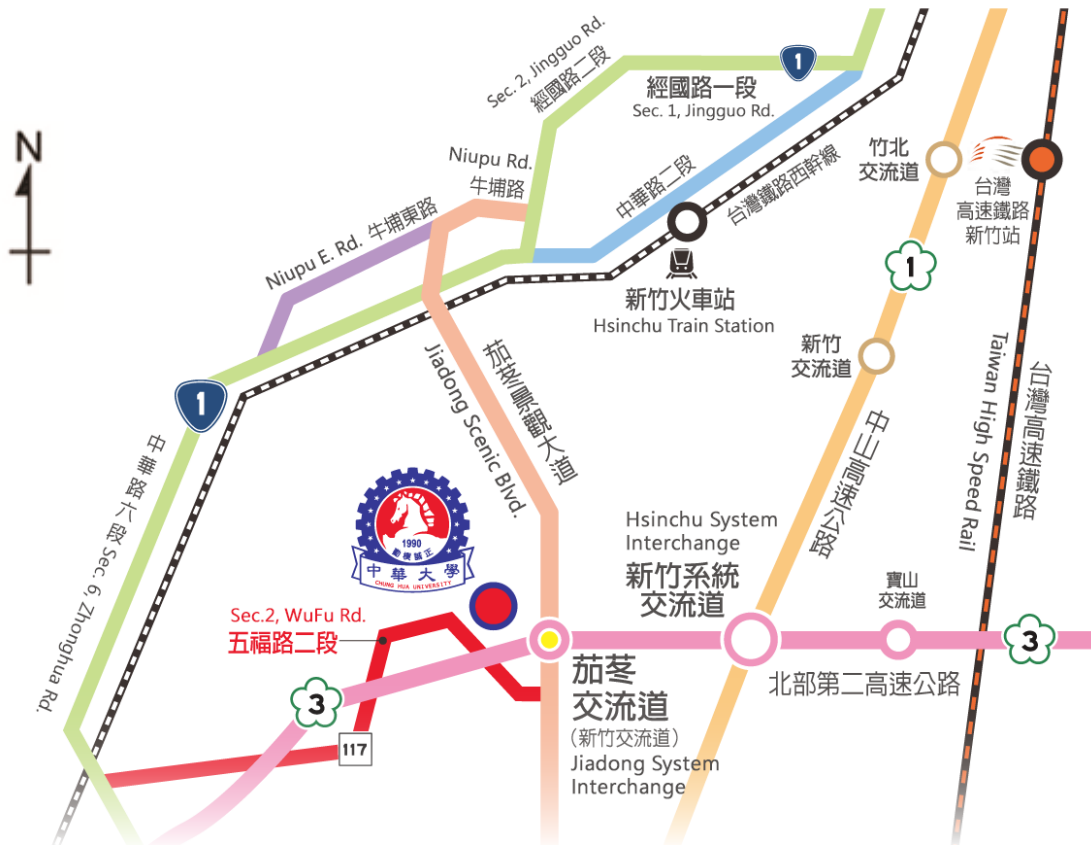 N
Sec. 2, Jingguo Rd.
經國路二段
1
經國路一段
Sec. 1, Jingguo Rd.
Niupu Rd.
牛埔路
中華路二段
台灣鐵路西幹線
竹北
交流道
台灣
高速鐵路
新竹站
Niupu E. Rd. 牛埔東路
1
新竹火車站
Hsinchu Train Station
新竹
交流道
1
茄苳景觀大道
Jiadong Scenic Blvd.
中山高速公路
Taiwan High Speed Rail
台灣高速鐵路
中華路六段 Sec. 6, Zhonghua Rd.
1990
勤廉誠正
中華大學
CHUNG HUA UNIVERSITY
Hsinchu System
Interchange
新竹系統
交流道
寶山
交流道
Sec.2, WuFu Rd.
五福路二段
3
3
北部第二高速公路
茄苳
交流道
(新竹交流道)
Jiadong System
Interchange
117